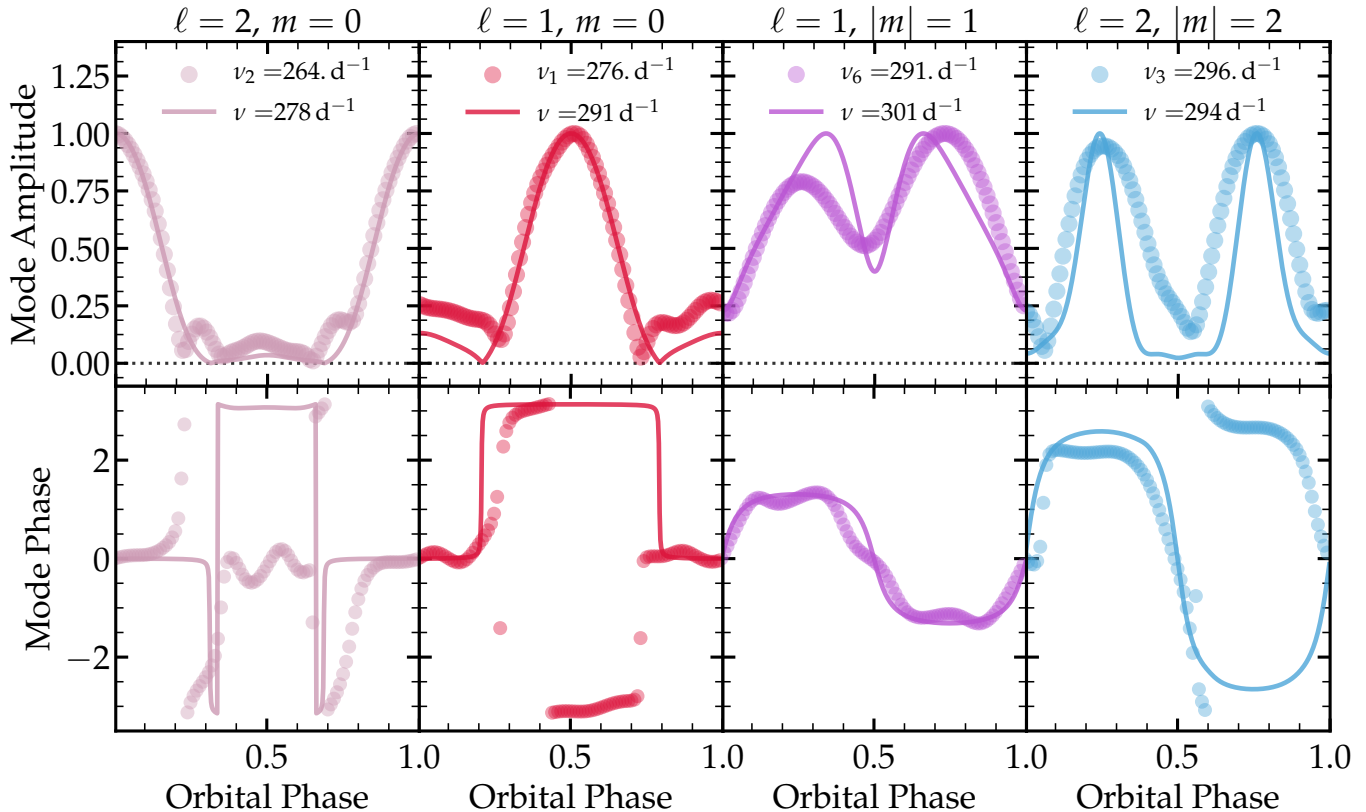 ℓ = 2, m = 0
ℓ = 1, m = 0
ℓ = 1, |m| = 1
ℓ = 2, |m| = 2
ν₂ =264. d⁻¹
ν =278 d⁻¹
ν₁ =276. d⁻¹
ν =291 d⁻¹
ν₆ =291. d⁻¹
ν =301 d⁻¹
ν₃ =296. d⁻¹
ν =294 d⁻¹
Mode Amplitude
1.25
1.00
0.75
0.50
0.25
0.00
Mode Phase
2
0
−2
0.5
1.0
0.5
1.0
0.5
1.0
0.5
1.0
Orbital Phase
Orbital Phase
Orbital Phase
Orbital Phase